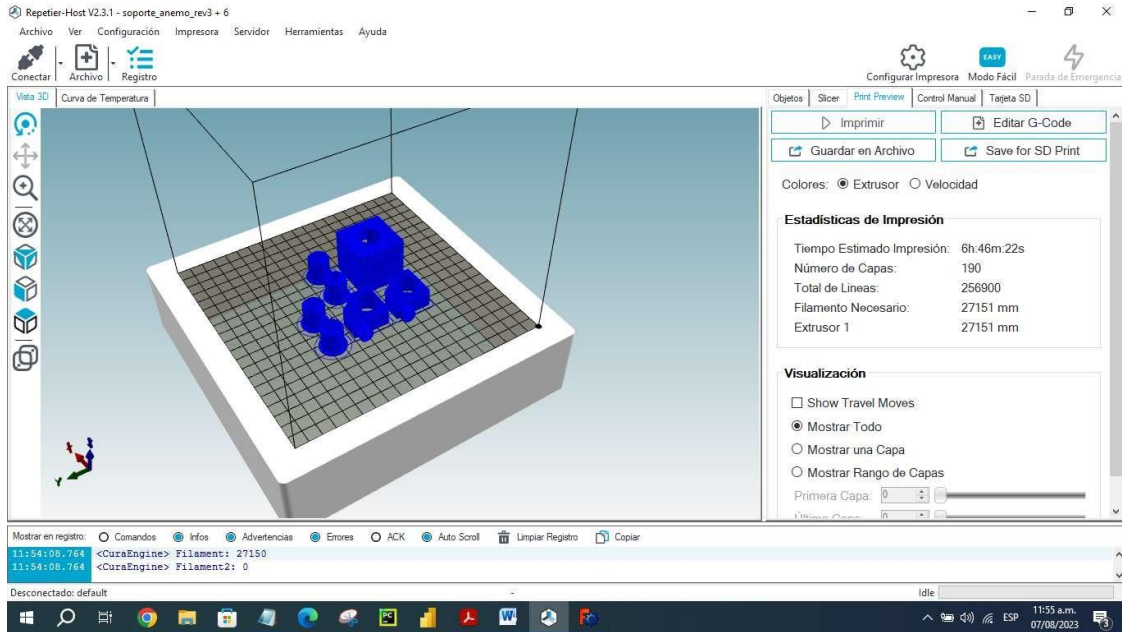 Repetier-Host V2.3.1 - soporte_anemo_rev3 + 6
Archivo Ver Configuración Impresora Servidor Herramientas Ayuda
Conectar Archivo Registro
Configurar Impresora EASY Modo Fácil Parada de Emergencia
Vista 3D Curva de Temperatura
Objetos Slicer Print Preview Control Manual Tarjeta SD
Imprimir Editar G-Code
Guardar en Archivo Save for SD Print
Colores: Extrusor Velocidad
Estadísticas de Impresión
Tiempo Estimado Impresión: 6h:46m:22s
Número de Capas: 190
Total de Lineas: 256900
Filamento Necesario: 27151 mm
Extrusor 1 27151 mm
Visualización
Show Travel Moves
Mostrar Todo
Mostrar una Capa
Mostrar Rango de Capas
Primera Capa: 0
Última Capa: 0
Mostrar en registro: Comandos Infos Advertencias Errores ACK Auto Scroll Limpiar Registro Copiar
11:54:08.764 <CuraEngine> Filament: 27150
11:54:08.764 <CuraEngine> Filament2: 0
Desconectado: default - Idle
ESP 11:55 a.m.
07/08/2023